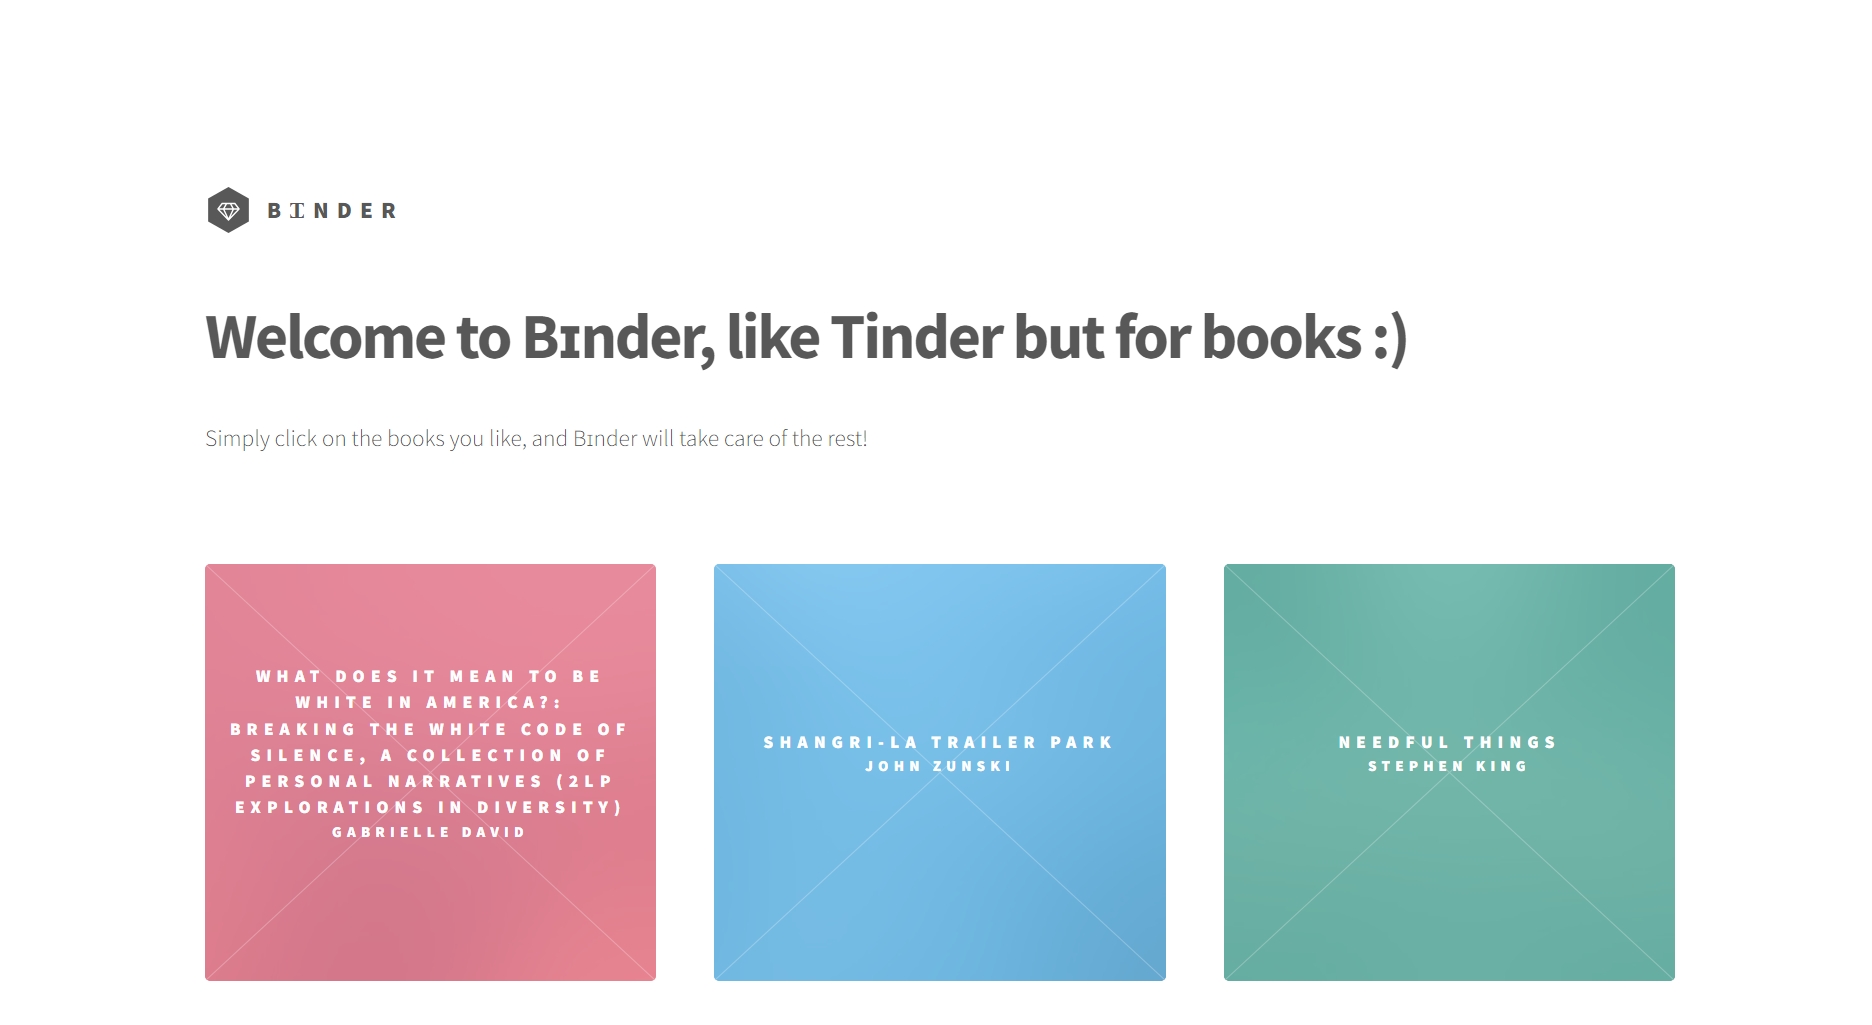 BɪNDER
Welcome to Bɪnder, like Tinder but for books :)
Simply click on the books you like, and Bɪnder will take care of the rest!
WHAT DOES IT MEAN TO BE
WHITE IN AMERICA?:
BREAKING THE WHITE CODE OF
SILENCE, A COLLECTION OF
PERSONAL NARRATIVES (2LP
EXPLORATIONS IN DIVERSITY)
GABRIELLE DAVID
SHANGRI-LA TRAILER PARK
JOHN ZUNSKI
NEEDFUL THINGS
STEPHEN KING